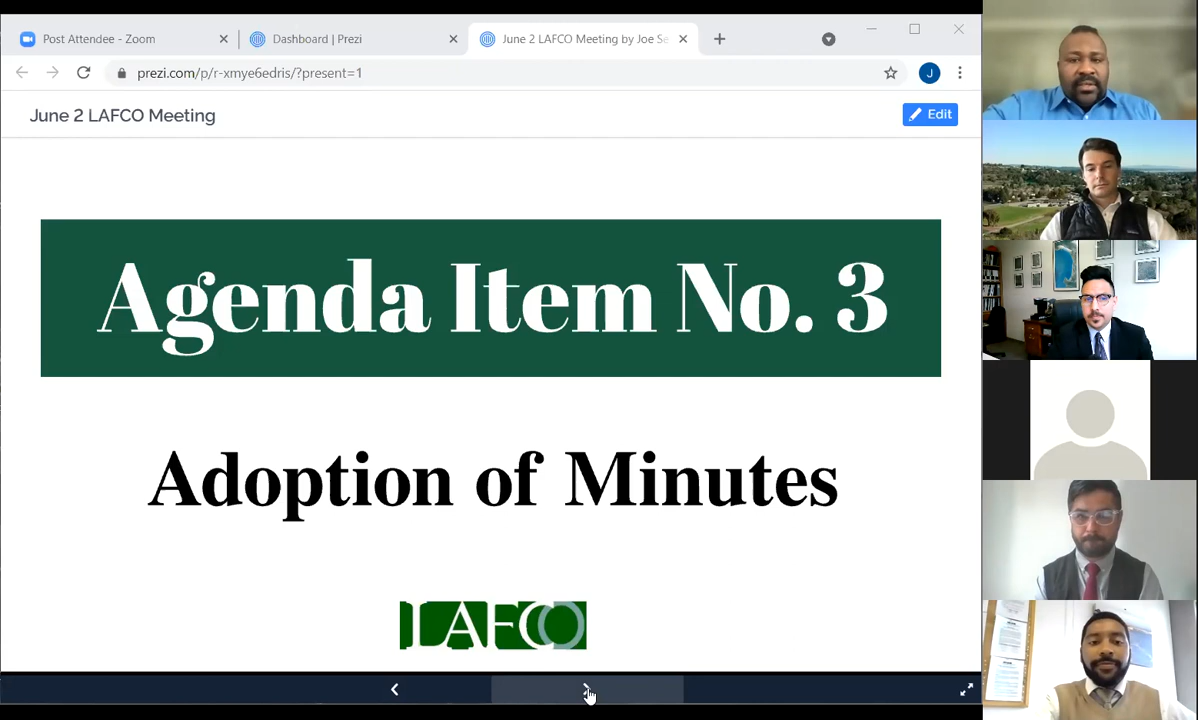 Post Attendee - Zoom
Dashboard | Prezi
June 2 LAFCO Meeting by Joe Se
prezi.com/p/r-xmye6edris/?present=1
J
June 2 LAFCO Meeting
Edit
Agenda Item No. 3
Adoption of Minutes
LAFCO